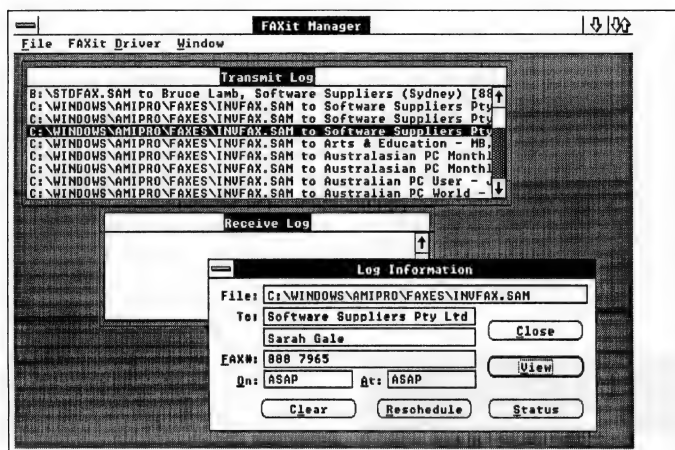 FAXit Manager
File FAXit Driver Window
Transmit Log
B:\STDFAX.SAM to Bruce Lamb, Software Suppliers (Sydney) [88
C:\WINDOWS\AMIPRO\FAXES\INVFAX.SAM to Software Suppliers Pty
C:\WINDOWS\AMIPRO\FAXES\INVFAX.SAM to Software Suppliers Pty
C:\WINDOWS\AMIPRO\FAXES\INVFAX.SAM to Software Suppliers Pty
C:\WINDOWS\AMIPRO\FAXES\INVFAX.SAM to Arts & Education - MB,
C:\WINDOWS\AMIPRO\FAXES\INVFAX.SAM to Australasian PC Monthl
C:\WINDOWS\AMIPRO\FAXES\INVFAX.SAM to Australasian PC Monthl
C:\WINDOWS\AMIPRO\FAXES\INVFAX.SAM to Australian PC User - J
C:\WINDOWS\AMIPRO\FAXES\INVFAX.SAM to Australian PC World -
Receive Log
Log Information
File: C:\WINDOWS\AMIPRO\FAXES\INVFAX.SAM
To: Software Suppliers Pty Ltd
Close
Sarah Gale
FAX#: 888 7965
View
On: ASAP At: ASAP
Clear Reschedule Status